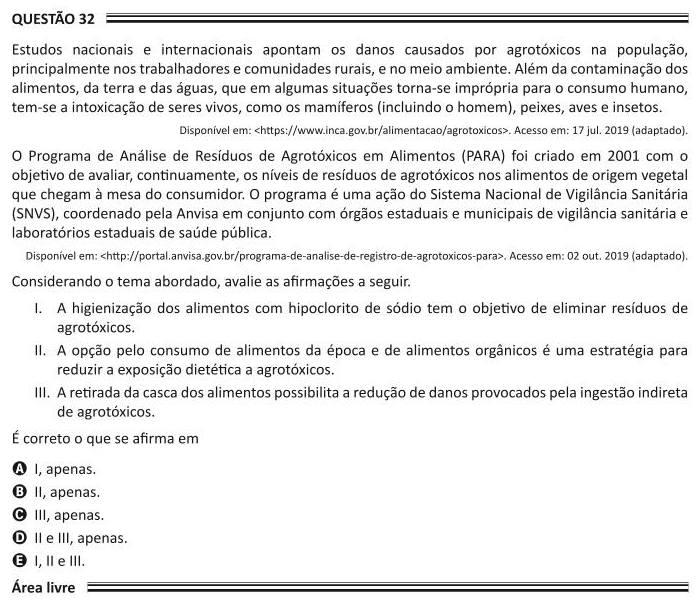 QUESTÃO 32
Estudos nacionais e internacionais apontam os danos causados por agrotóxicos na população,
principalmente nos trabalhadores e comunidades rurais, e no meio ambiente. Além da contaminação dos
alimentos, da terra e das águas, que em algumas situações torna-se imprópria para o consumo humano,
tem-se a intoxicação de seres vivos, como os mamíferos (incluindo o homem), peixes, aves e insetos.
Disponível em: <https://www.inca.gov.br/alimentacao/agrotoxicos>. Acesso em: 17 jul. 2019 (adaptado).
O Programa de Análise de Resíduos de Agrotóxicos em Alimentos (PARA) foi criado em 2001 com o
objetivo de avaliar, continuamente, os níveis de resíduos de agrotóxicos nos alimentos de origem vegetal
que chegam à mesa do consumidor. O programa é uma ação do Sistema Nacional de Vigilância Sanitária
(SNVS), coordenado pela Anvisa em conjunto com órgãos estaduais e municipais de vigilância sanitária e
laboratórios estaduais de saúde pública.
Disponível em: <http://portal.anvisa.gov.br/programa-de-analise-de-registro-de-agrotoxicos-para>. Acesso em: 02 out. 2019 (adaptado).
Considerando o tema abordado, avalie as afirmações a seguir.
I. A higienização dos alimentos com hipoclorito de sódio tem o objetivo de eliminar resíduos de
agrotóxicos.
II. A opção pelo consumo de alimentos da época e de alimentos orgânicos é uma estratégia para
reduzir a exposição dietética a agrotóxicos.
III. A retirada da casca dos alimentos possibilita a redução de danos provocados pela ingestão indireta
de agrotóxicos.
É correto o que se afirma em
A I, apenas.
B II, apenas.
C III, apenas.
D II e III, apenas.
E I, II e III.
Área livre